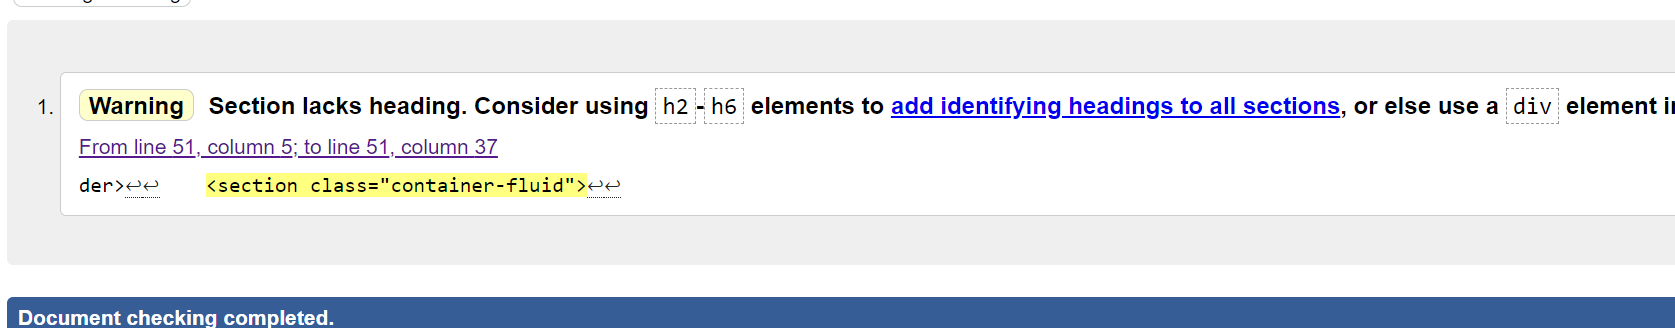 1. Warning Section lacks heading. Consider using h2-h6 elements to add identifying headings to all sections, or else use a div element
From line 51, column 5; to line 51, column 37
der>↩↩ <section class="container-fluid">↩↩
Document checking completed.